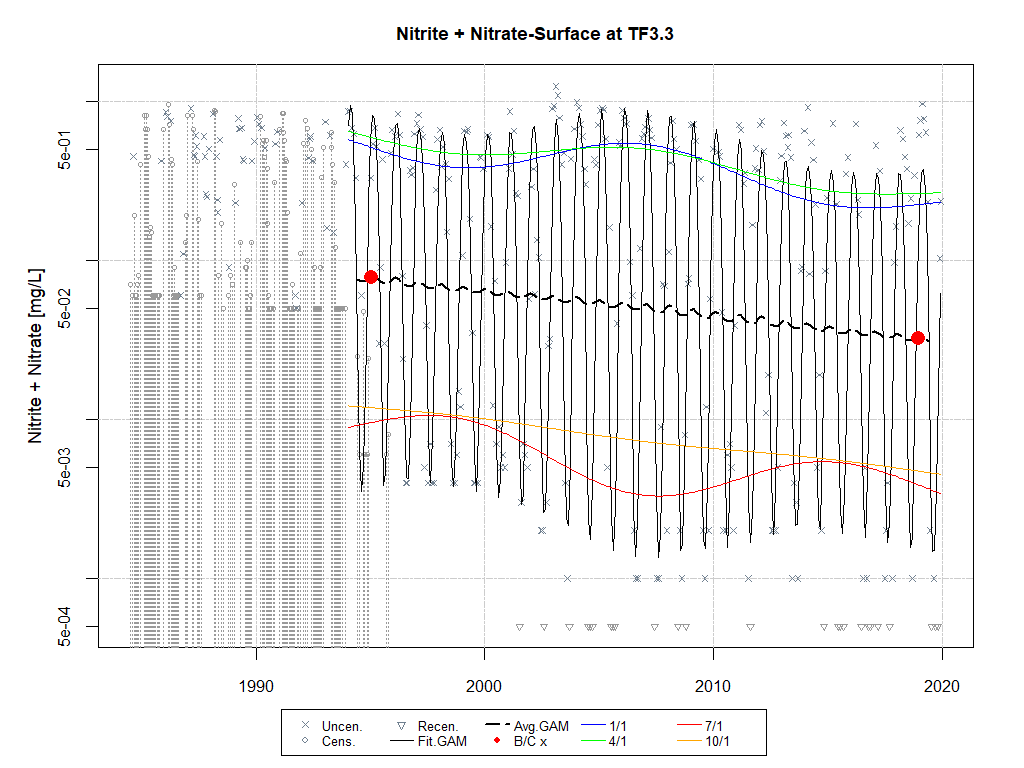 Nitrite + Nitrate-Surface at TF3.3
Nitrite + Nitrate [mg/L]
5e-01
5e-02
5e-03
5e-04
1990
2000
2010
2020
Uncen. Recen. Avg.GAM 1/1 7/1
Cens. Fit.GAM B/C x 4/1 10/1